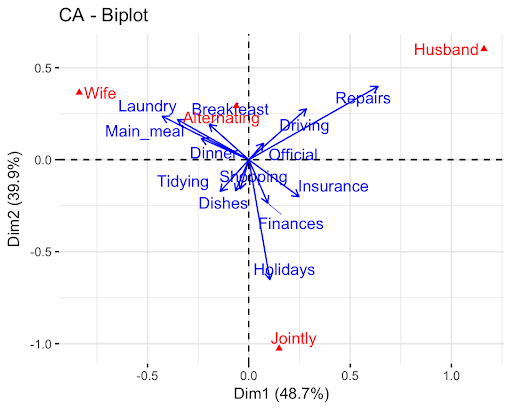 CA - Biplot
Husband
Repairs
Wife
Laundry
Breakfast
Alternating
Driving
Main_meal
Dinner
Official
Shopping
Tidying
Insurance
Dishes
Finances
Holidays
Jointly
0.5
0.0
-0.5
-1.0
-0.5
0.0
0.5
1.0
Dim1 (48.7%)
Dim2 (39.9%)